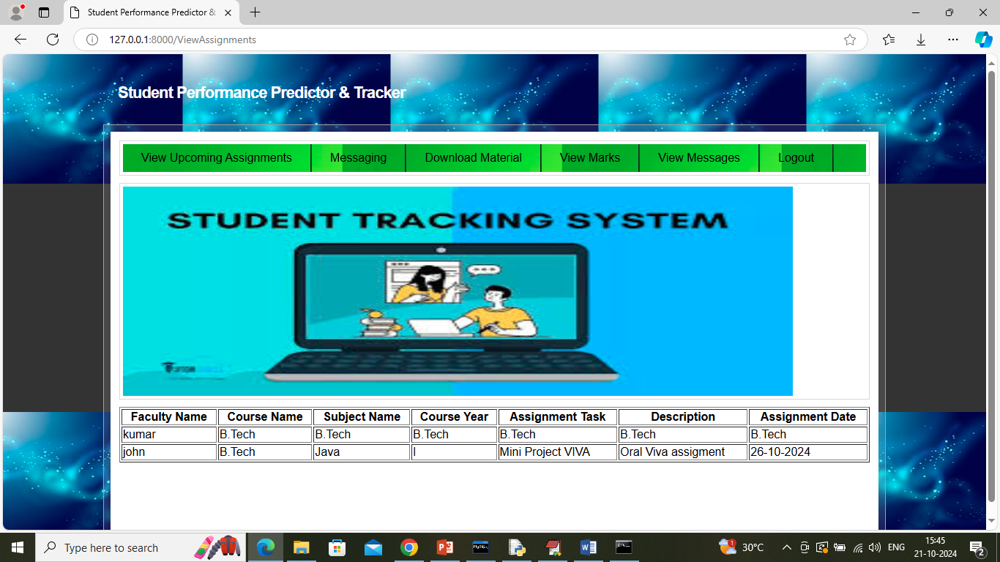 Student Performance Predictor &
127.0.0.1:8000/ViewAssignments
Student Performance Predictor & Tracker
View Upcoming Assignments Messaging Download Material View Marks View Messages Logout
STUDENT TRACKING SYSTEM
Faculty Name Course Name Subject Name Course Year Assignment Task Description Assignment Date
kumar B.Tech B.Tech B.Tech B.Tech B.Tech B.Tech
john B.Tech Java I Mini Project VIVA Oral Viva assigment 26-10-2024
Type here to search 1 30°C ENG 15:45
21-10-2024 2